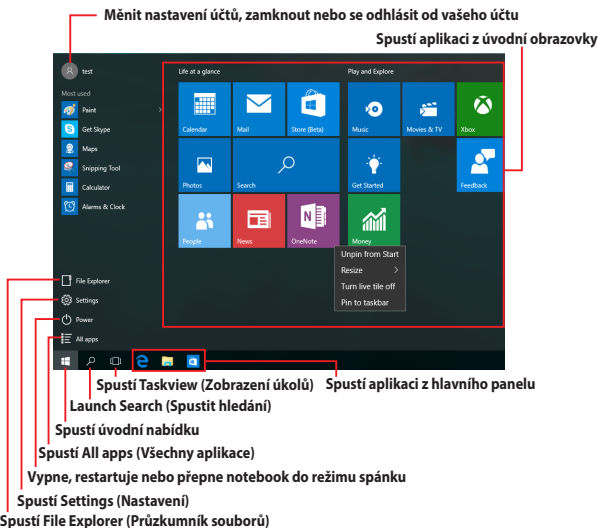 Měnit nastavení účtů, zamknout nebo se odhlásit od vašeho účtu
Spustí aplikaci z úvodní obrazovky
test
Life at a glance
Play and Explore
Most used
Paint
Get Skype
Maps
Snipping Tool
Calculator
Alarms & Clock
Calendar
Mail
Store (Beta)
Music
Movies & TV
Xbox
Photos
Search
Get Started
Feedback
People
News
OneNote
Money
Unpin from Start
Resize
Turn live tile off
Pin to taskbar
File Explorer
Settings
Power
All apps
Spustí Taskview (Zobrazení úkolů)
Spustí aplikaci z hlavního panelu
Launch Search (Spustit hledání)
Spustí úvodní nabídku
Spustí All apps (Všechny aplikace)
Vypne, restartuje nebo přepne notebook do režimu spánku
Spustí Settings (Nastavení)
Spustí File Explorer (Průzkumník souborů)